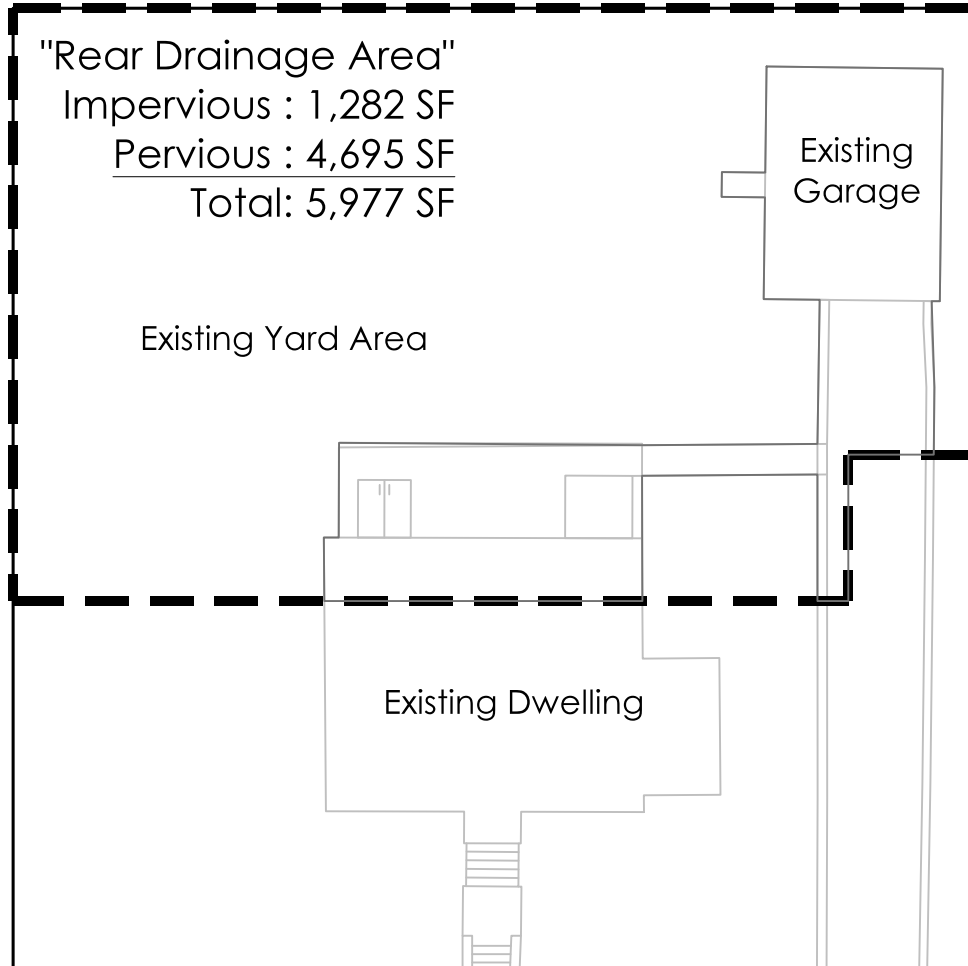 "Rear Drainage Area"
Impervious : 1,282 SF
Pervious : 4,695 SF
Total: 5,977 SF
Existing
Garage
Existing Yard Area
Existing Dwelling